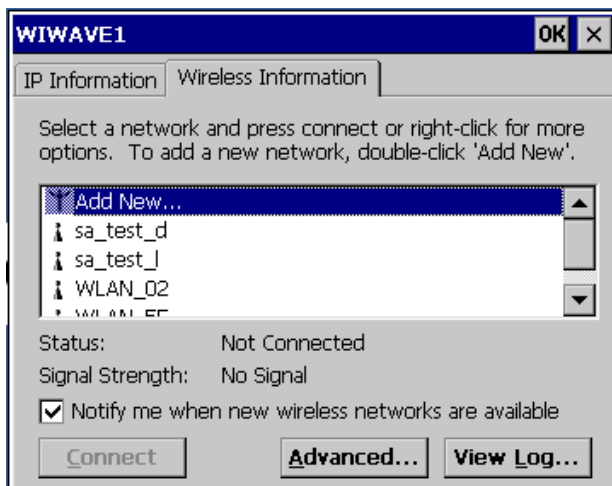 WIWAVE1 OK ×
IP Information Wireless Information
Select a network and press connect or right-click for more
options. To add a new network, double-click 'Add New'.
Add New...
sa_test_d
sa_test_l
WLAN_02
Status: Not Connected
Signal Strength: No Signal
Notify me when new wireless networks are available
Connect Advanced... View Log...